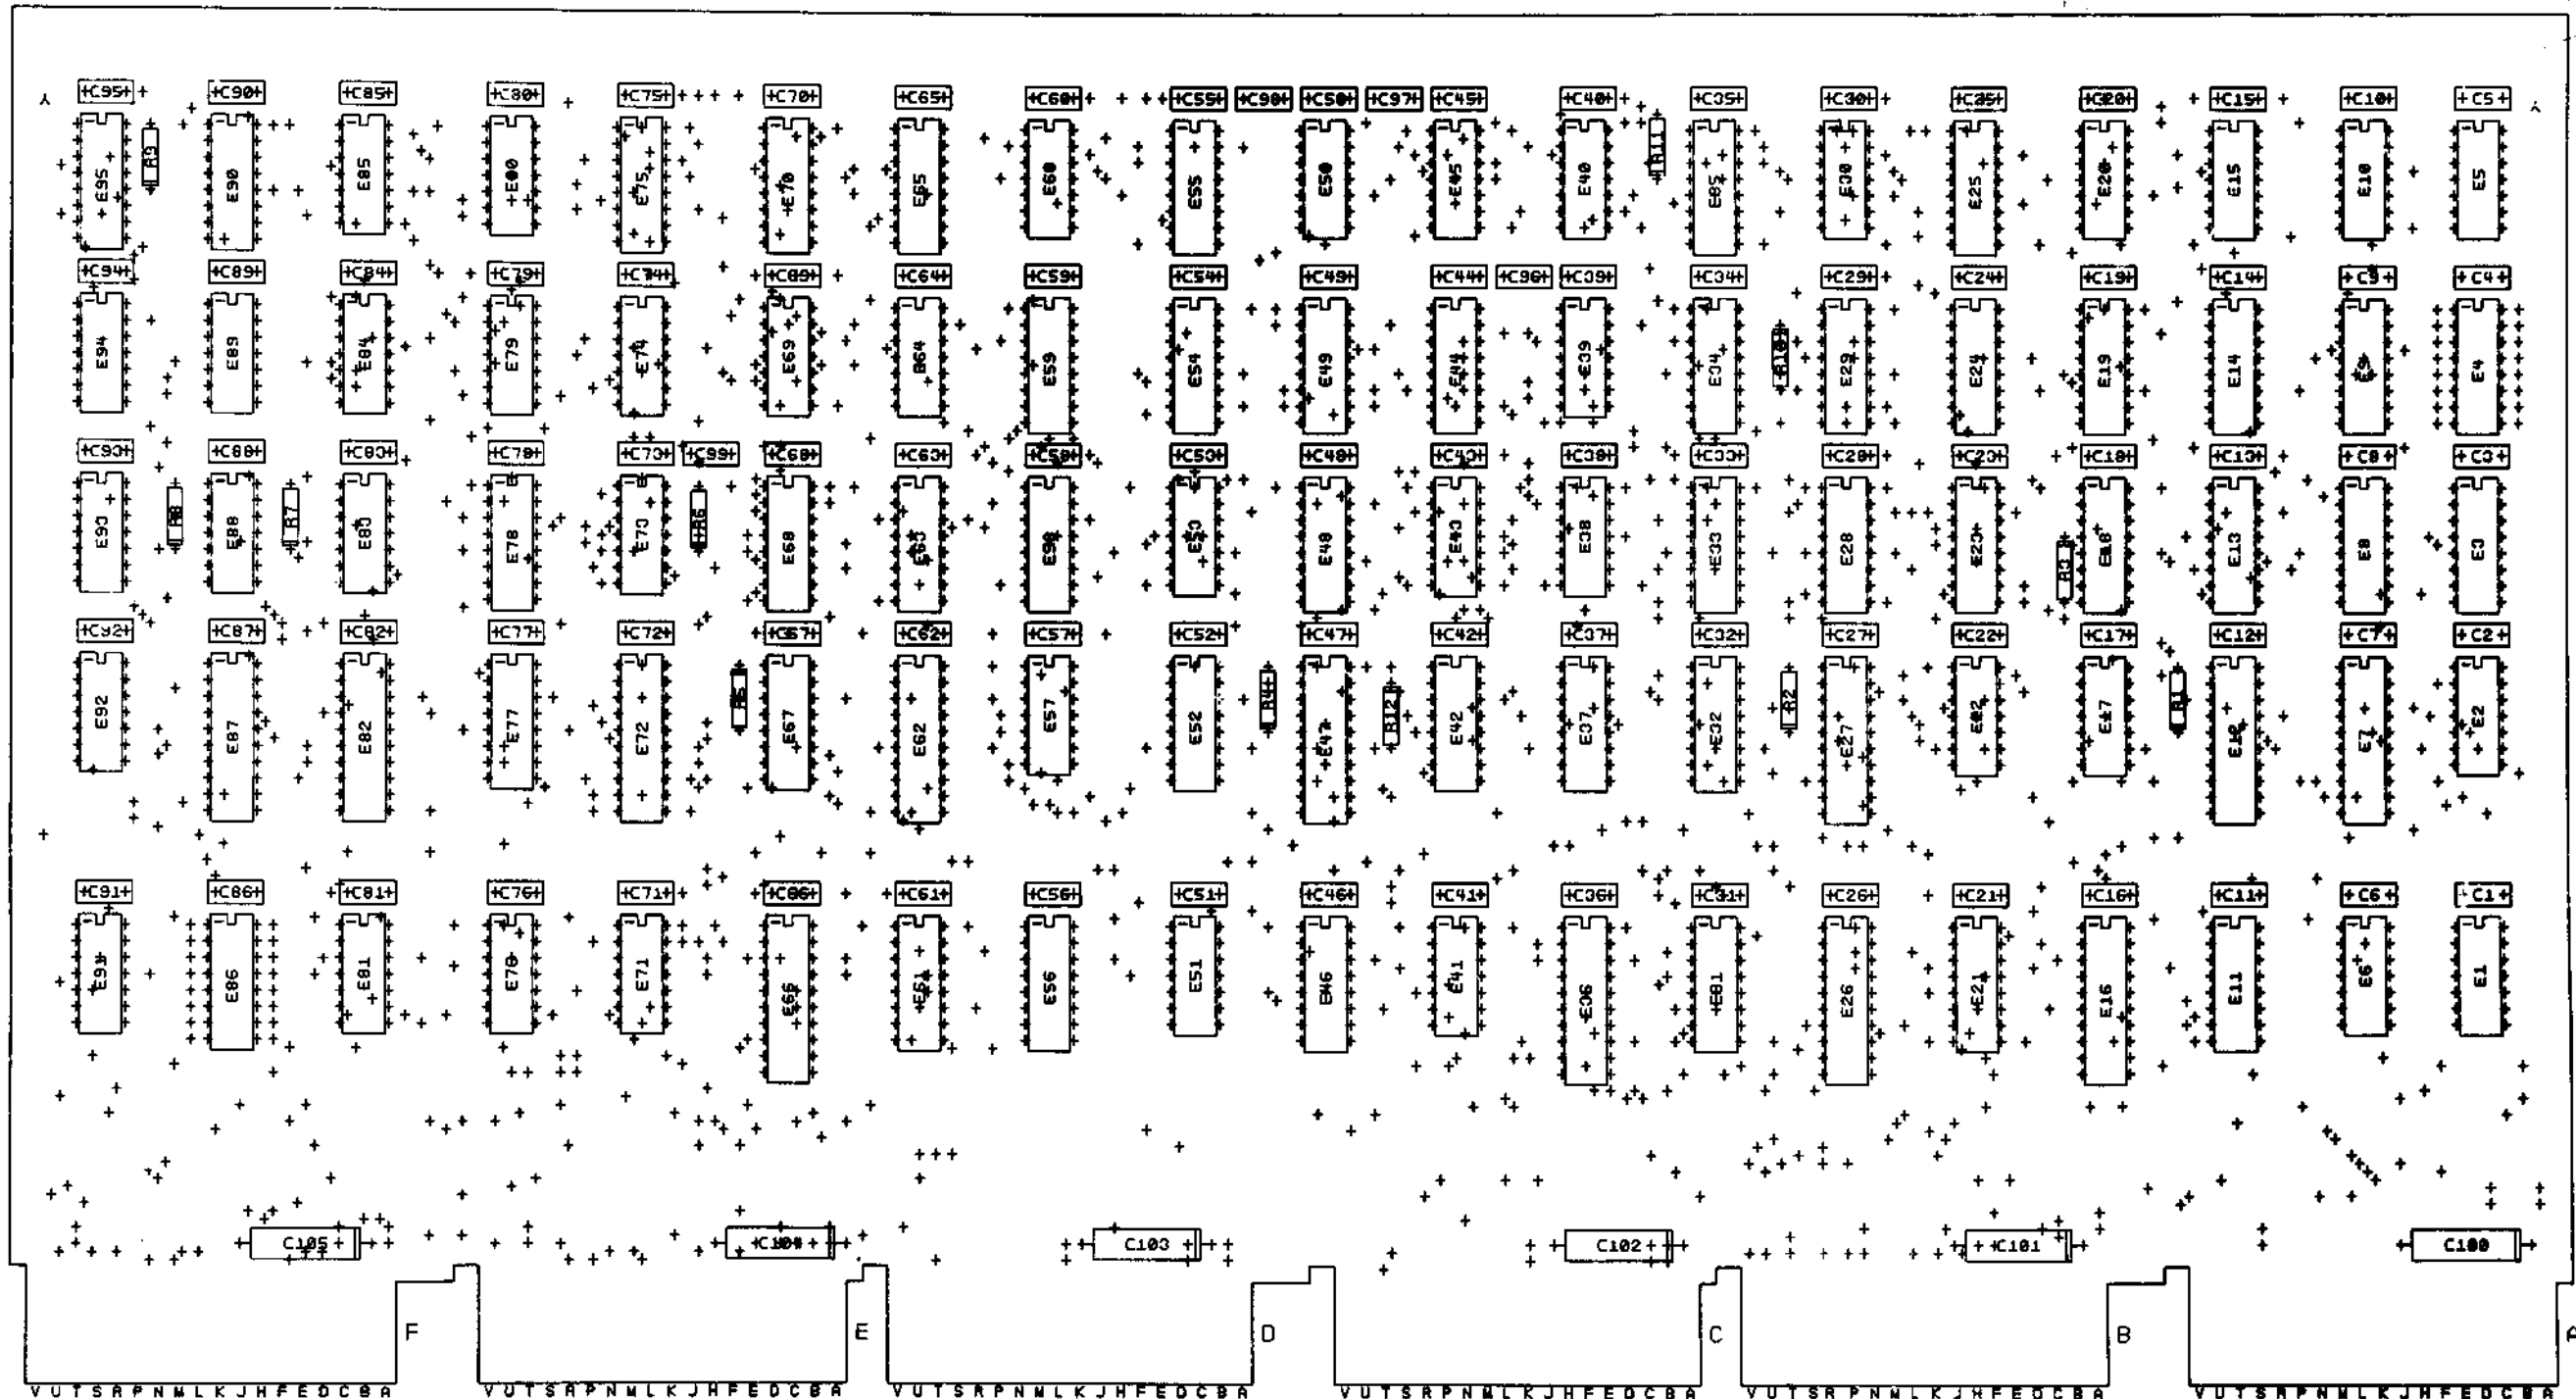 C95 C90 C85 C80 C75 C70 C65 C60 C55 C98 C50 C97 C45 C40 C35 C30 C25 C20 C15 C10 C5
E95 R9 E90 E85 E80 E75 E70 E65 E60 E55 E50 E45 E40 R11 E35 E30 E25 E20 E15 E10 E5
C94 C89 C84 C79 C74 C69 C64 C59 C54 C49 C44 C96 C39 C34 C29 C24 C19 C14 C9 C4
E94 E89 E84 E79 E74 E69 E64 E59 E54 E49 E44 E39 E34 R10 E29 E24 E19 E14 E9 E4
C93 C88 C83 C78 C73 C99 C68 C63 C58 C53 C48 C43 C38 C33 C28 C23 C18 C13 C8 C3
E93 R8 E88 R7 E83 E78 E73 R6 E68 E63 E53 E48 E43 E38 E33 E28 E23 R3 E18 E13 E8 E3
C92 C87 C82 C77 C72 C67 C62 C57 C52 C47 C42 C37 C32 C27 C22 C17 C12 C7 C2
E92 E87 E82 E77 E72 R5 E67 E62 E57 E52 R4 E47 R12 E42 E37 E32 R2 E27 E22 E17 R1 E12 E7 E2
C91 C86 C81 C76 C71 C66 C61 C56 C51 C46 C41 C36 C31 C26 C21 C16 C11 C6 C1
E91 E86 E81 E76 E71 E66 E61 E56 E51 E46 E41 E36 E31 E26 E21 E16 E11 E6 E1
C105 C104 C103 C102 C101 C100
F E D C B A
V U T S R P N M L K J H F E D C B A V U T S R P N M L K J H F E D C B A V U T S R P N M L K J H F E D C B A V U T S R P N M L K J H F E D C B A V U T S R P N M L K J H F E D C B A V U T S R P N M L K J H F E D C B A